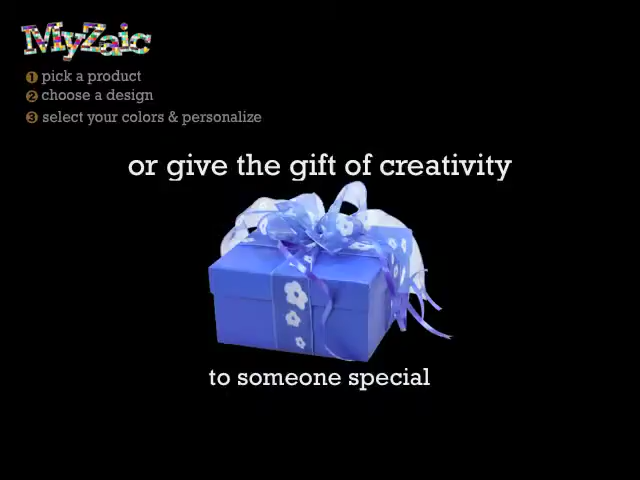 MyZaic
1 pick a product
2 choose a design
3 select your colors & personalize
or give the gift of creativity
to someone special